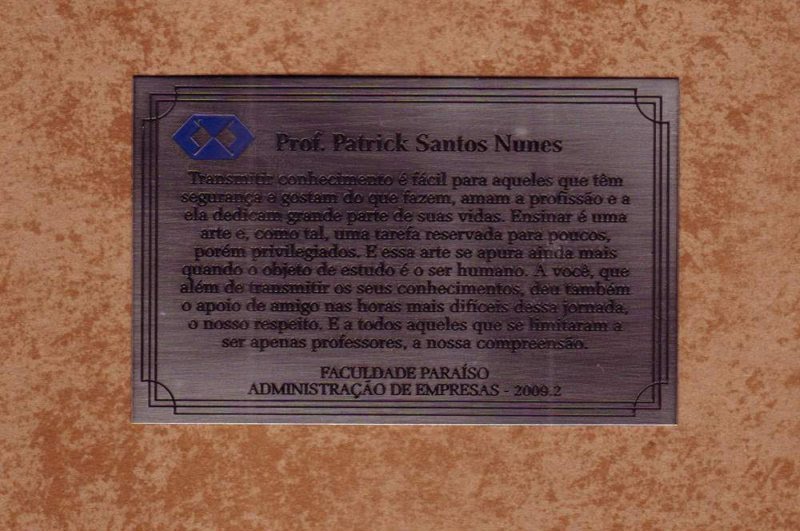 Prof. Patrick Santos Nunes
Transmitir conhecimento é fácil para aqueles que têm
segurança e gostam do que fazem, amam a profissão e a
ela dedicam grande parte de suas vidas. Ensinar é uma
arte e, como tal, uma tarefa reservada para poucos,
porém privilegiados. E essa arte se apura ainda mais
quando o objeto de estudo é o ser humano. A você, que
além de transmitir os seus conhecimentos, deu também
o apoio de amigo nas horas mais difíceis dessa jornada,
o nosso respeito. E a todos aqueles que se limitaram a
ser apenas professores, a nossa compreensão.
FACULDADE PARAÍSO
ADMINISTRAÇÃO DE EMPRESAS - 2009.2